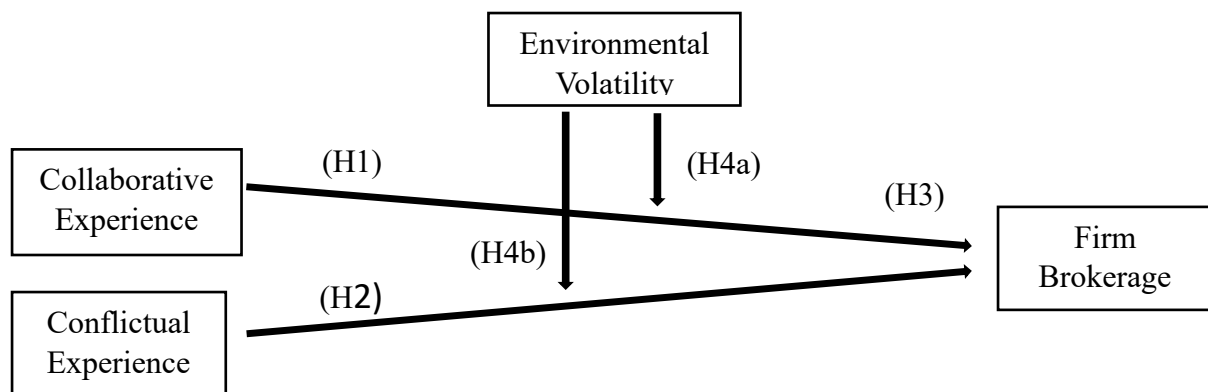 Environmental
Volatility
(H1)
(H4a)
Collaborative
Experience
(H3)
Firm
Brokerage
(H4b)
(H2)
Conflictual
Experience